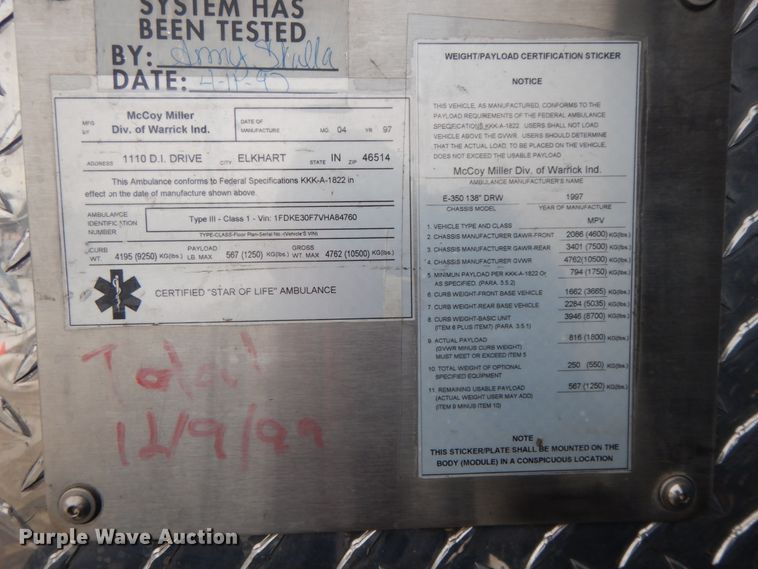 SYSTEM HAS
BEEN TESTED
BY:
DATE:
MFG BY McCoy Miller Div. of Warrick Ind. DATE OF MANUFACTURE MO 04 YR 97
ADDRESS 1110 D.I. DRIVE CITY ELKHART STATE IN ZIP 46514
This Ambulance conforms to Federal Specifications KKK-A-1822 in
effect on the date of manufacture shown above.
AMBULANCE IDENTIFICATION NUMBER Type III - Class 1 - Vin: 1FDKE30F7VHA84760
TYPE-CLASS-Floor Plan-Serial No.-(Vehicle'S VIN)
CURB WT. 4195 (9250) KG(lbs.) PAYLOAD LB MAX 567 (1250) KG(lbs.) GROSS WT. MAX 4762 (10500) KG(lbs.)
CERTIFIED "STAR OF LIFE" AMBULANCE
12/9/99
WEIGHT/PAYLOAD CERTIFICATION STICKER
NOTICE
THIS VEHICLE, AS MANUFACTURED, CONFORMS TO THE
PAYLOAD REQUIREMENTS OF THE FEDERAL AMBULANCE
SPECIFICATIONS KKK-A-1822. USERS SHALL NOT LOAD
VEHICLE ABOVE THE GVWR. USERS SHOULD DETERMINE
THAT THE ACTUAL LOAD, TO BE PLACED ON THE VEHICLE,
DOES NOT EXCEED THE USABLE PAYLOAD
McCoy Miller Div. of Warrick Ind.
AMBULANCE MANUFACTURER'S NAME
E-350 138" DRW 1997
CHASSIS MODEL YEAR OF MANUFACTURE
1. VEHICLE TYPE AND CLASS MPV
2. CHASSIS MANUFACTURER GAWR-FRONT 2086 (4600) KG(lbs.)
3. CHASSIS MANUFACTURER GAWR-REAR 3401 (7500) KG(lbs.)
4. CHASSIS MANUFACTURER GVWR 4762(10500) KG(lbs.)
5. MINIMUN PAYLOAD PER KKK-A-1822 Or 794 (1750) KG(lbs.)
AS SPECIFIED. (PARA. 3.5.2)
6. CURB WEIGHT-FRONT BASE VEHICLE 1662 (3665) KG(lbs.)
7. CURB WEIGHT-REAR BASE VEHICLE 2284 (5035) KG(lbs.)
8. CURB WEIGHT-BASIC UNIT 3946 (8700) KG(lbs.)
(ITEM 6 PLUS ITEM7) (PARA. 3.5.1)
9. ACTUAL PAYLOAD 816 (1800) KG(lbs.)
(GVWR MINUS CURB WEIGHT)
MUST MEET OR EXCEED ITEM 5
10. TOTAL WEIGHT OF OPTIONAL 250 (550) KG(lbs.)
SPECIFIED EQUIPMENT
11. REMAINING USABLE PAYLOAD 567 (1250) KG(lbs.)
(ACTUAL WEIGHT USER MAY ADD)
(ITEM 9 MINUS ITEM 10)
NOTE
THIS STICKER/PLATE SHALL BE MOUNTED ON THE
BODY (MODULE) IN A CONSPICUOUS LOCATION
Purple Wave Auction